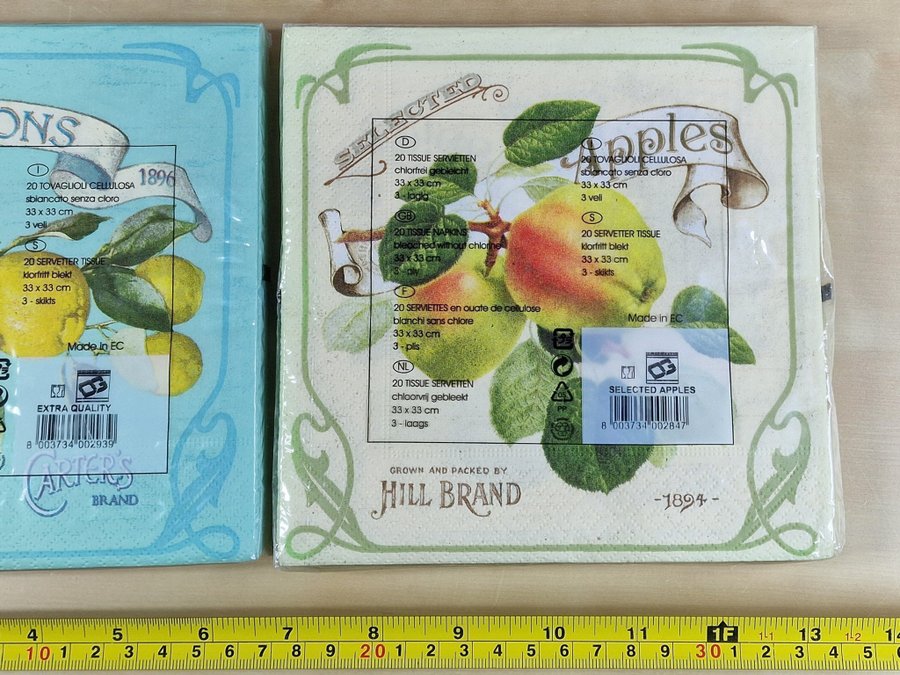 ONS
1896
I
20 TOVAGLIOLI CELLULOSA
sbiancato senza cloro
33 x 33 cm
3 veli
S
20 SERVETTER TISSUE
klorfritt blekt
33 x 33 cm
3 - skikts
Made in EC
DG
EXTRA QUALITY
8 003734 002939
CARTER'S
BRAND
SELECTED
Apples
D
20 TISSUE SERVIETTEN
chlorfrei gebleicht
33 x 33 cm
3 - lagig
GB
20 TISSUE NAPKINS
bleached without chlorine
33 x 33 cm
3 - ply
F
20 SERVIETTES en ouate de cellulose
blanchi sans chlore
33 x 33 cm
3 - plis
NL
20 TISSUE SERVETTEN
chloorvrij gebleekt
33 x 33 cm
3 - laags
I
20 TOVAGLIOLI CELLULOSA
sbiancato senza cloro
33 x 33 cm
3 veli
S
20 SERVETTER TISSUE
klorfritt blekt
33 x 33 cm
3 - skikts
Made in EC
DG
SELECTED APPLES
8 003734 002847
GROWN AND PACKED BY
HILL BRAND
-1894-
4 5 6 7 8 9 10 11 1F 13 14
1-1 1-2
10 1 2 3 4 5 6 7 8 9 20 1 2 3 4 5 6 7 8 9 30 1 2 3 4 5